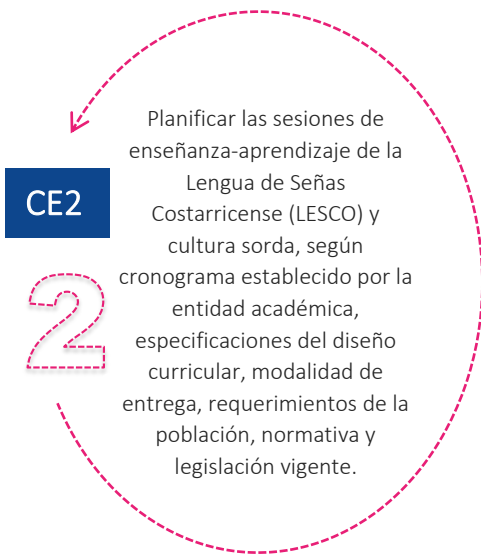 Planificar las sesiones de
enseñanza-aprendizaje de la
Lengua de Señas
Costarricense (LESCO) y
cultura sorda, según
cronograma establecido por la
entidad académica,
especificaciones del diseño
curricular, modalidad de
entrega, requerimientos de la
población, normativa y
legislación vigente.
CE2
2